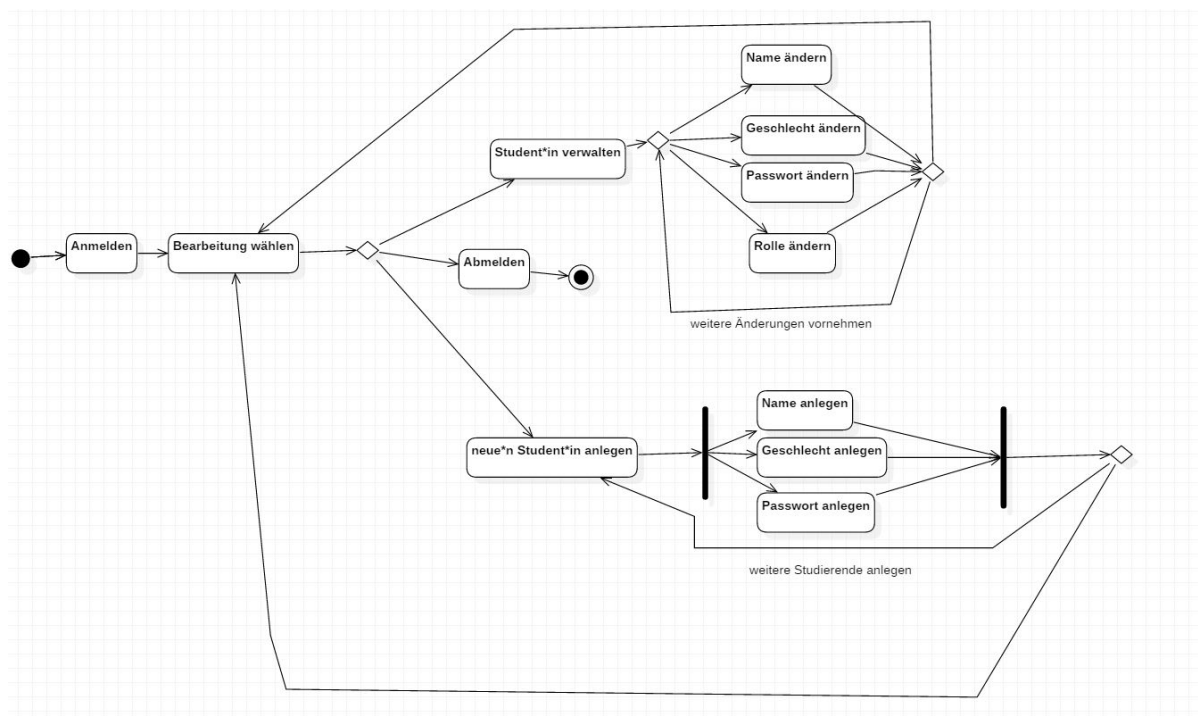 Name ändern
Geschlecht ändern
Student*in verwalten
Passwort ändern
Anmelden
Bearbeitung wählen
Rolle ändern
Abmelden
weitere Änderungen vornehmen
Name anlegen
neue*n Student*in anlegen
Geschlecht anlegen
Passwort anlegen
weitere Studierende anlegen